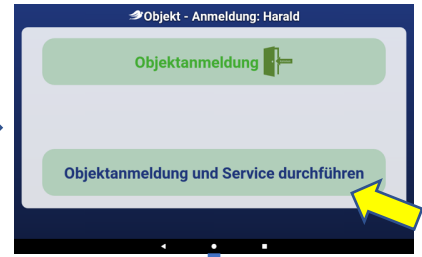 Objekt - Anmeldung: Harald
Objektanmeldung
Objektanmeldung und Service durchführen